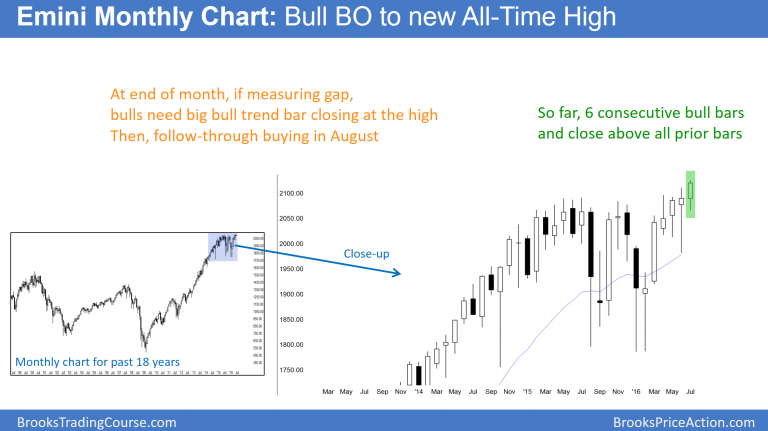 Emini Monthly Chart: Bull BO to new All-Time High
At end of month, if measuring gap,
bulls need big bull trend bar closing at the high
Then, follow-through buying in August
So far, 6 consecutive bull bars
and close above all prior bars
2100.00
2050.00
2000.00
1950.00
1900.00
1850.00
1800.00
1750.00
Close-up
Monthly chart for past 18 years
Mar May Jul Sep Nov '14 Mar May Jul Sep Nov '15 Mar May Jul Sep Nov '16 Mar May Jul
BrooksTradingCourse.com
BrooksPriceAction.com